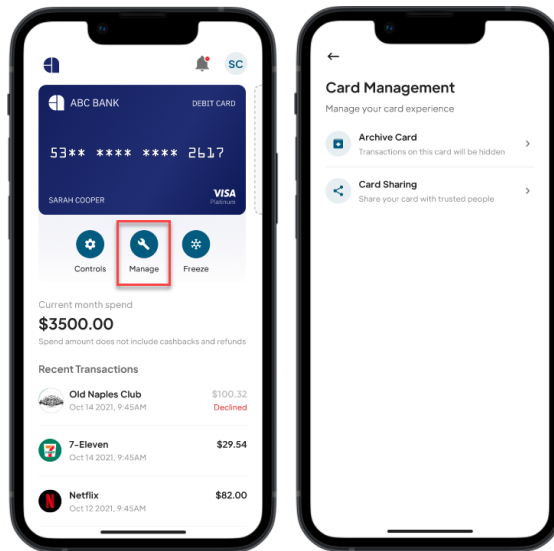 SC
ABC BANK
DEBIT CARD
53** **** **** 2617
SARAH COOPER
VISA
Platinum
Controls
Manage
Freeze
Current month spend
$3500.00
Spend amount does not include cashbacks and refunds
Recent Transactions
Old Naples Club
$100.32
Oct 14 2021, 9:45AM
Declined
7-Eleven
$29.54
Oct 14 2021, 9:45AM
Netflix
$82.00
Oct 12 2021, 9:45AM
Card Management
Manage your card experience
Archive Card
Transactions on this card will be hidden
Card Sharing
Share your card with trusted people